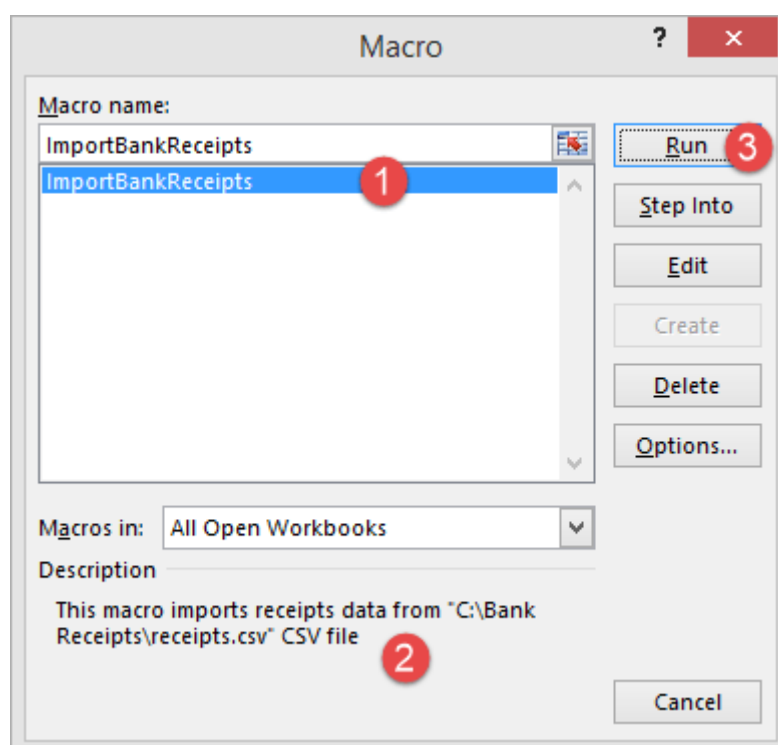 Macro
?
×
Macro name:
ImportBankReceipts
ImportBankReceipts
1
Run
3
Step Into
Edit
Create
Delete
Options...
Macros in:
All Open Workbooks
Description
This macro imports receipts data from "C:\Bank
Receipts\receipts.csv" CSV file
2
Cancel